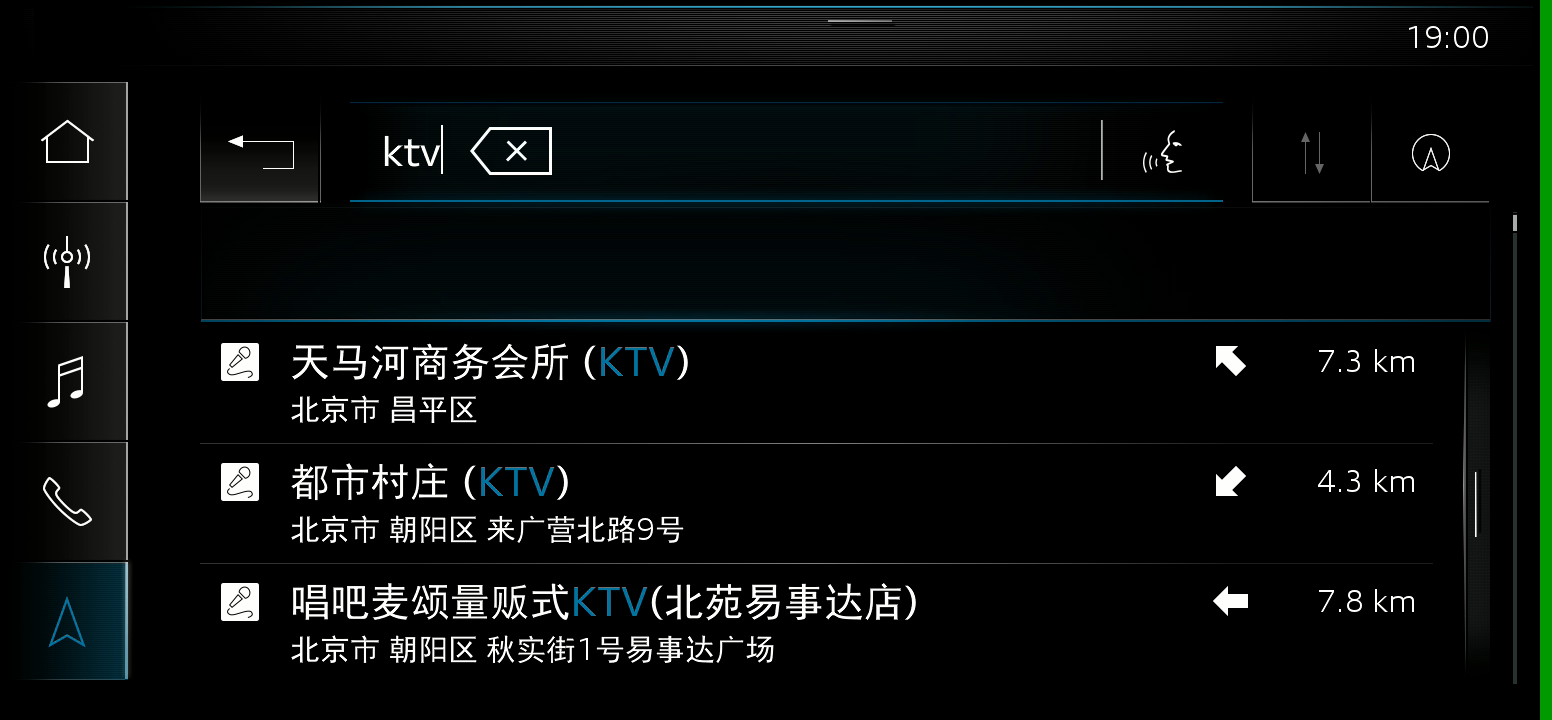 19:00
ktv
天马河商务会所 (KTV) 7.3 km
北京市 昌平区
都市村庄 (KTV) 4.3 km
北京市 朝阳区 来广营北路9号
唱吧麦颂量贩式KTV(北苑易事达店) 7.8 km
北京市 朝阳区 秋实街1号易事达广场